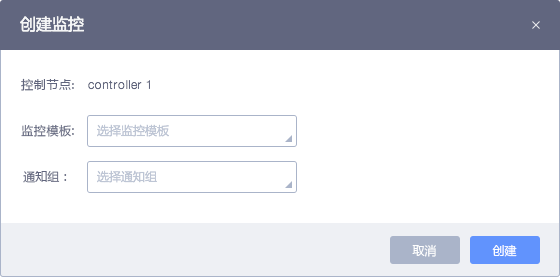 创建监控
×
控制节点: controller 1
监控模板: 选择监控模板
通知组： 选择通知组
取消 创建